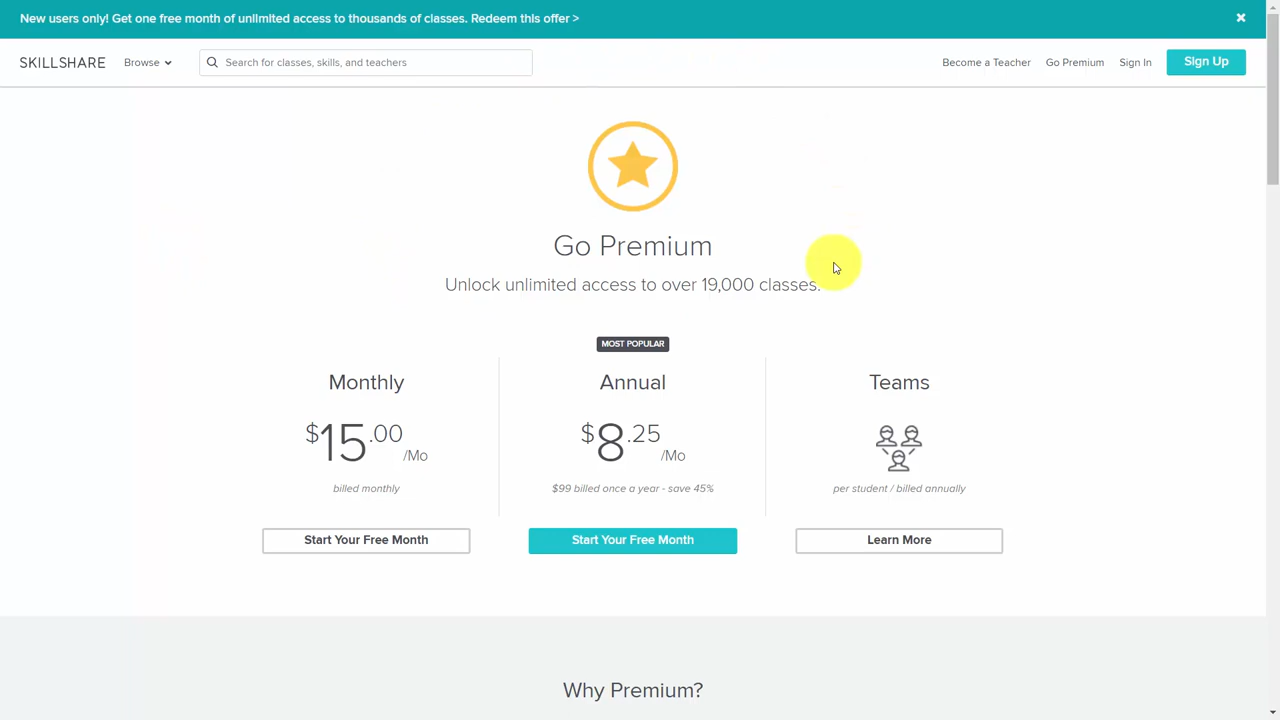 New users only! Get one free month of unlimited access to thousands of classes. Redeem this offer >
SKILLSHARE Browse Search for classes, skills, and teachers Become a Teacher Go Premium Sign In Sign Up
Go Premium
Unlock unlimited access to over 19,000 classes.
MOST POPULAR
Monthly Annual Teams
$15.00 /Mo $8.25 /Mo
billed monthly $99 billed once a year - save 45% per student / billed annually
Start Your Free Month Start Your Free Month Learn More
Why Premium?